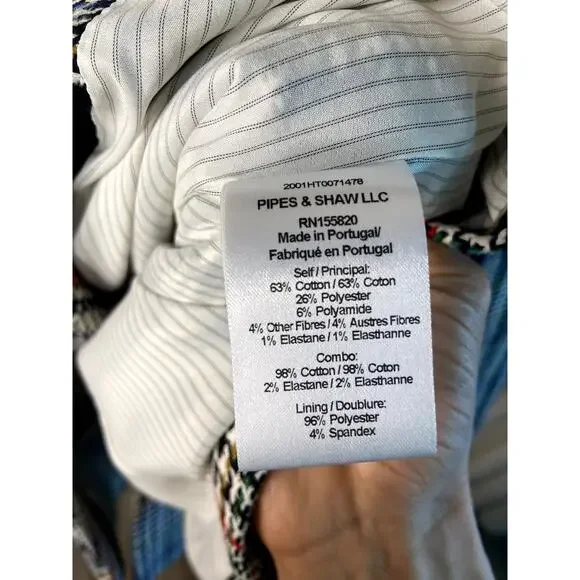 2001HT0071478
PIPES & SHAW LLC
RN155820
Made in Portugal/
Fabriqué en Portugal
Self / Principal:
63% Cotton / 63% Coton
26% Polyester
6% Polyamide
4% Other Fibres / 4% Austres Fibres
1% Elastane / 1% Elasthanne
Combo:
98% Cotton / 98% Coton
2% Elastane / 2% Elasthanne
Lining / Doublure:
96% Polyester
4% Spandex